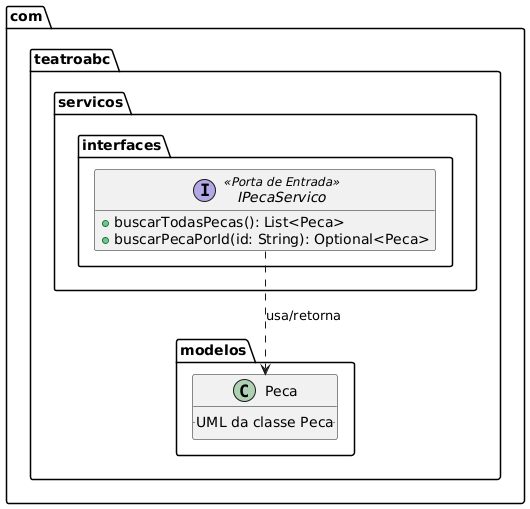 com
teatroabc
servicos
interfaces
I
«Porta de Entrada»
IPecaServico
buscarTodasPecas(): List<Peca>
buscarPecaPorId(id: String): Optional<Peca>
usa/retorna
modelos
C Peca
UML da classe Peca